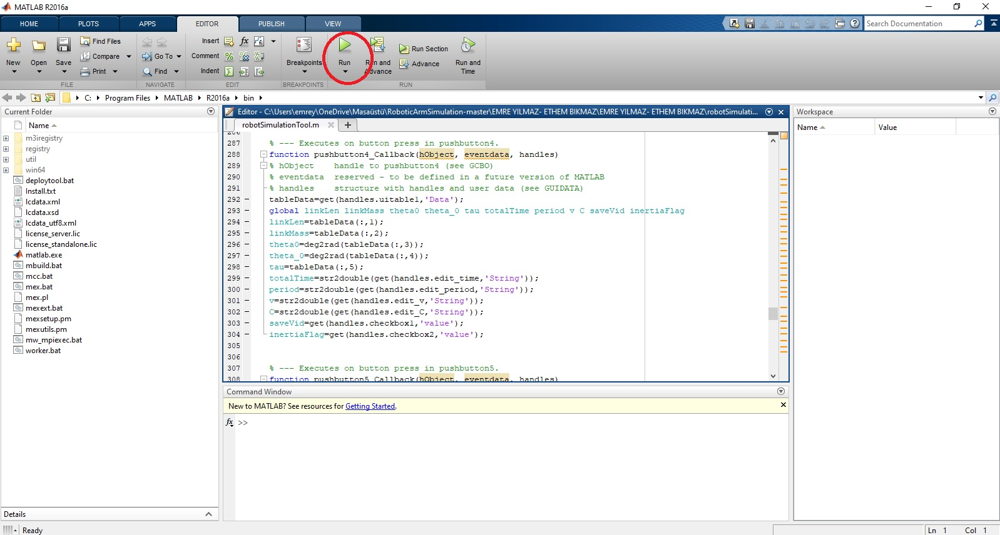 MATLAB R2016a
HOME PLOTS APPS EDITOR PUBLISH VIEW
Search Documentation
New Open Save Find Files Compare Print
Go To Find
Insert fx
Comment
Indent
Breakpoints
Run
Run and Advance
Run Section
Advance
Run and Time
FILE NAVIGATE EDIT BREAKPOINTS RUN
C: Program Files MATLAB R2016a bin
Current Folder
Name
m3iregistry
registry
util
win64
deploytool.bat
Install.txt
lcdata.xml
lcdata.xsd
lcdata_utf8.xml
license_server.lic
license_standalone.lic
matlab.exe
mbuild.bat
mcc.bat
mex.bat
mex.pl
mexext.bat
mexsetup.pm
mexutils.pm
mw_mpiexec.bat
worker.bat
Details
Ready
Editor - C:\Users\emrey\OneDrive\Masaüstü\RoboticArmSimulation-master\EMRE YILMAZ- ETHEM BIKMAZ\EMRE YILMAZ- ETHEM BIKMAZ\robotSimulati...
robotSimulationTool.m
286
287 % --- Executes on button press in pushbutton4.
288 function pushbutton4_Callback(hObject, eventdata, handles)
289 % hObject    handle to pushbutton4 (see GCBO)
290 % eventdata  reserved - to be defined in a future version of MATLAB
291 % handles    structure with handles and user data (see GUIDATA)
292 – tableData=get(handles.uitable1,'Data');
293 – global linkLen linkMass theta0 theta_0 tau totalTime period v C saveVid inertiaFlag
294 – linkLen=tableData(:,1);
295 – linkMass=tableData(:,2);
296 – theta0=deg2rad(tableData(:,3));
297 – theta_0=deg2rad(tableData(:,4));
298 – tau=tableData(:,5);
299 – totalTime=str2double(get(handles.edit_time,'String'));
300 – period=str2double(get(handles.edit_period,'String'));
301 – v=str2double(get(handles.edit_v,'String'));
302 – C=str2double(get(handles.edit_C,'String'));
303 – saveVid=get(handles.checkbox1,'value');
304 – inertiaFlag=get(handles.checkbox2,'value');
305
306
307 % --- Executes on button press in pushbutton5.
308 function pushbutton5_Callback(hObject, eventdata, handles)
Command Window
New to MATLAB? See resources for Getting Started.
fx >>
Workspace
Name Value
Ln 1 Col 1